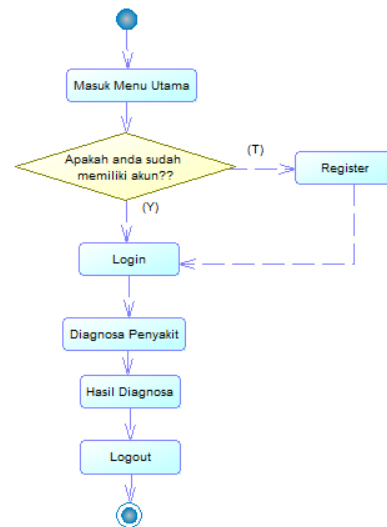 Masuk Menu Utama
Apakah anda sudah
memiliki akun??
(T)
Register
(Y)
Login
Diagnosa Penyakit
Hasil Diagnosa
Logout